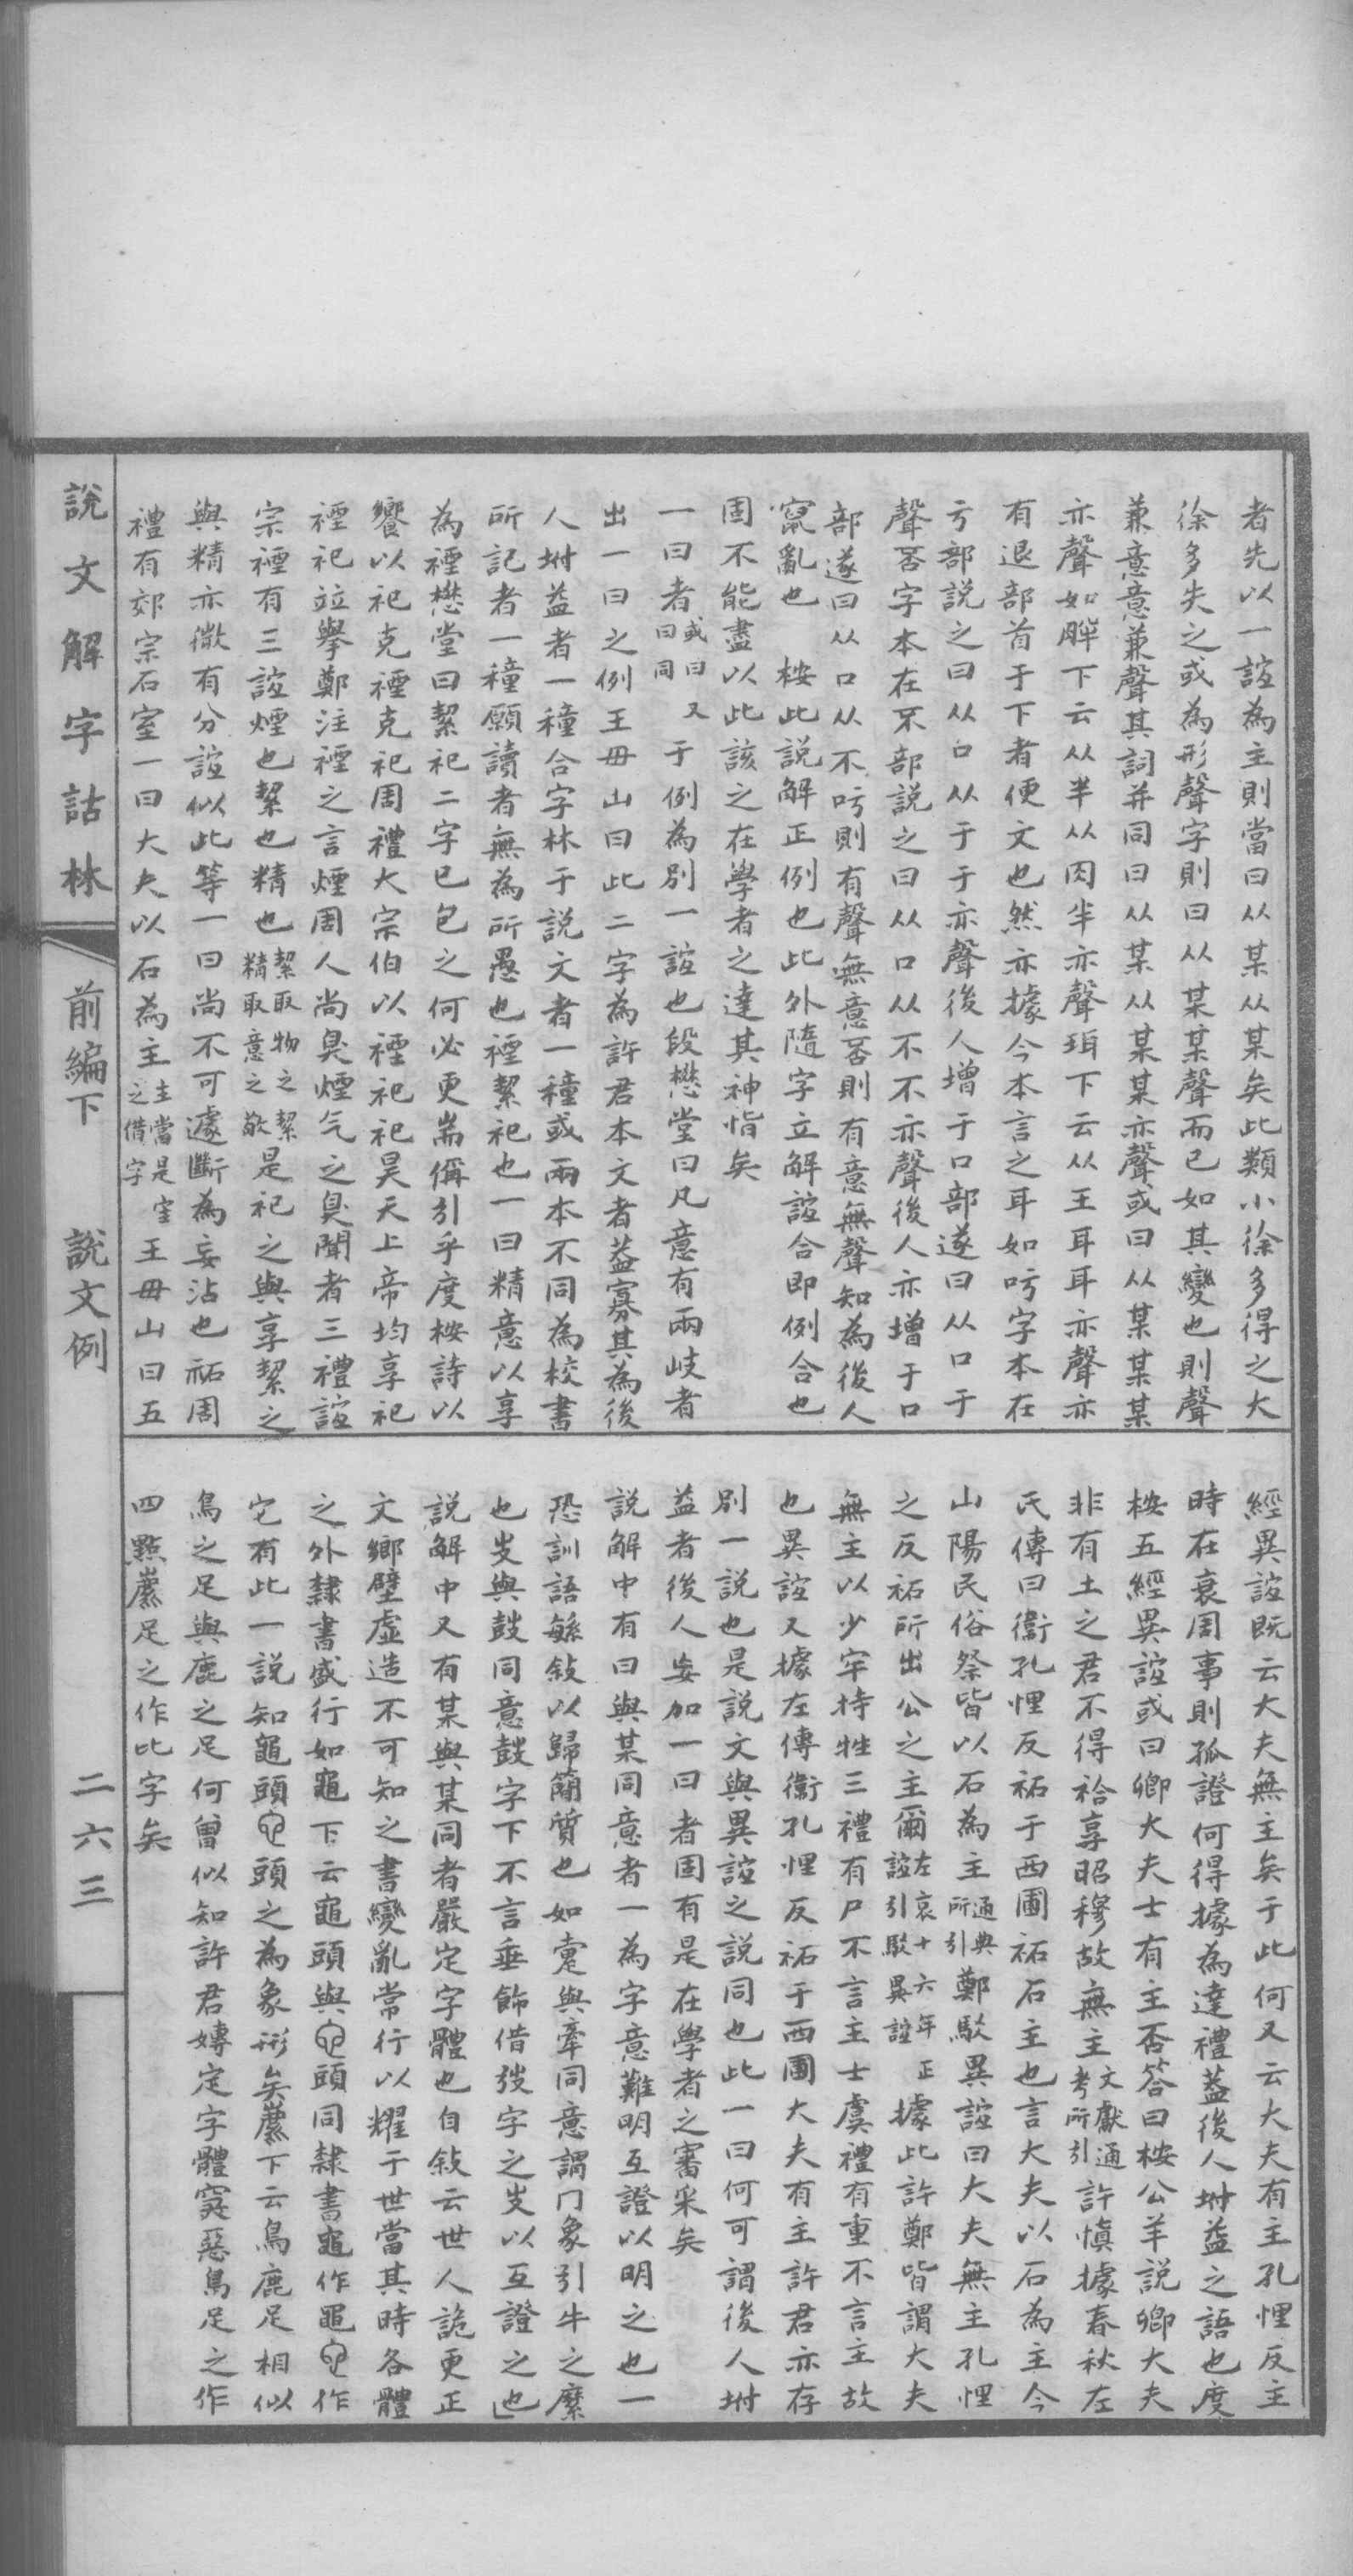 者先以一誼為主則當曰从某从某矣此類小徐多得之大
徐多失之或為形聲字則曰从某某聲而已如其變也則聲
兼意意兼聲其詞并同曰从某从某某亦聲或曰从某某某
亦聲如胖下云从半从肉半亦聲珥下云从王耳耳亦聲亦
有退部首于下者便文也然亦據今本言之耳如吁字本在
亏部說之曰从口从于于亦聲後人增于口部遂曰从口于
聲否字本在不部說之曰从口从不不亦聲後人亦增于口
部遂曰从口从不吁則有聲無意否則有意無聲知為後人
竄亂也　桉此說解正例也此外隨字立解誼合即例合也
固不能盡以此該之在學者之達其神恉矣
一曰者或曰又曰同于例為別一誼也段懋堂曰凡意有兩岐者
出一曰之例王毋山曰此二字為許君本文者葢寡其為後
人坿益者一種合字林于說文者一種或兩本不同為校書
所記者一種願讀者無為所愚也禋絜祀也一曰精意以享
為禋懋堂曰絜祀二字已包之何必更耑偁引乎度桉詩以
饗以祀克禋克祀周禮大宗伯以禋祀祀昊天上帝均享祀
禋祀竝舉鄭注禋之言煙周人尚臭煙气之臭聞者三禮誼
宗禋有三誼煙也絜也精也絜取物之絜精取意之敬是祀之與享絜之
與精亦微有分誼似此等一曰尚不可遽斷為妄沾也祏周
禮有郊宗石室一曰大夫以石為主主當是宔之借字王毋山曰五
經異誼既云大夫無主矣于此何又云大夫有主孔悝反主
時在衰周事則孤證何得據為達禮葢後人坿益之語也度
桉五經異誼或曰卿大夫士有主否答曰桉公羊說卿大夫
非有土之君不得祫享昭穆故無主文獻通考所引許慎據春秋左
氏傳曰衞孔悝反祏于西圃祏石主也言大夫以石為主今
山陽民俗祭皆以石為主通典所引鄭駁異誼曰大夫無主孔悝
之反祏所出公之主爾左哀十六年正誼引駁異誼據此許鄭皆謂大夫
無主以少牢特牲三禮有尸不言主士虞禮有重不言主故
也異誼又據左傳衞孔悝反祏于西圃大夫有主許君亦存
別一說也是說文與異誼之說同也此一曰何可謂後人坿
益者後人妄加一曰者固有是在學者之審采矣
說解中有曰與某同意者一為字意難明互證以明之也一
恐訓語緐敍以歸簡質也如疐與牽同意謂冂象引牛之縻
也叏與鼓同意鼓字下不言垂飾借弢字之叏以互證之也
說解中又有某與某同者嚴定字體也自敍云世人詭更正
文鄉壁虛造不可知之書變亂常行以燿于世當其時各體
之外隸書盛行如龜下云龜頭與頭同隸書龜作黽作
它有此一說知龜頭頭之為象形矣麃下云鳥鹿足相似
鳥之足與鹿之足何曾似知許君嫥定字體冥惡鳥足之作
四點麃足之作比字矣
說文解字詁林　前編下　說文例　二六三